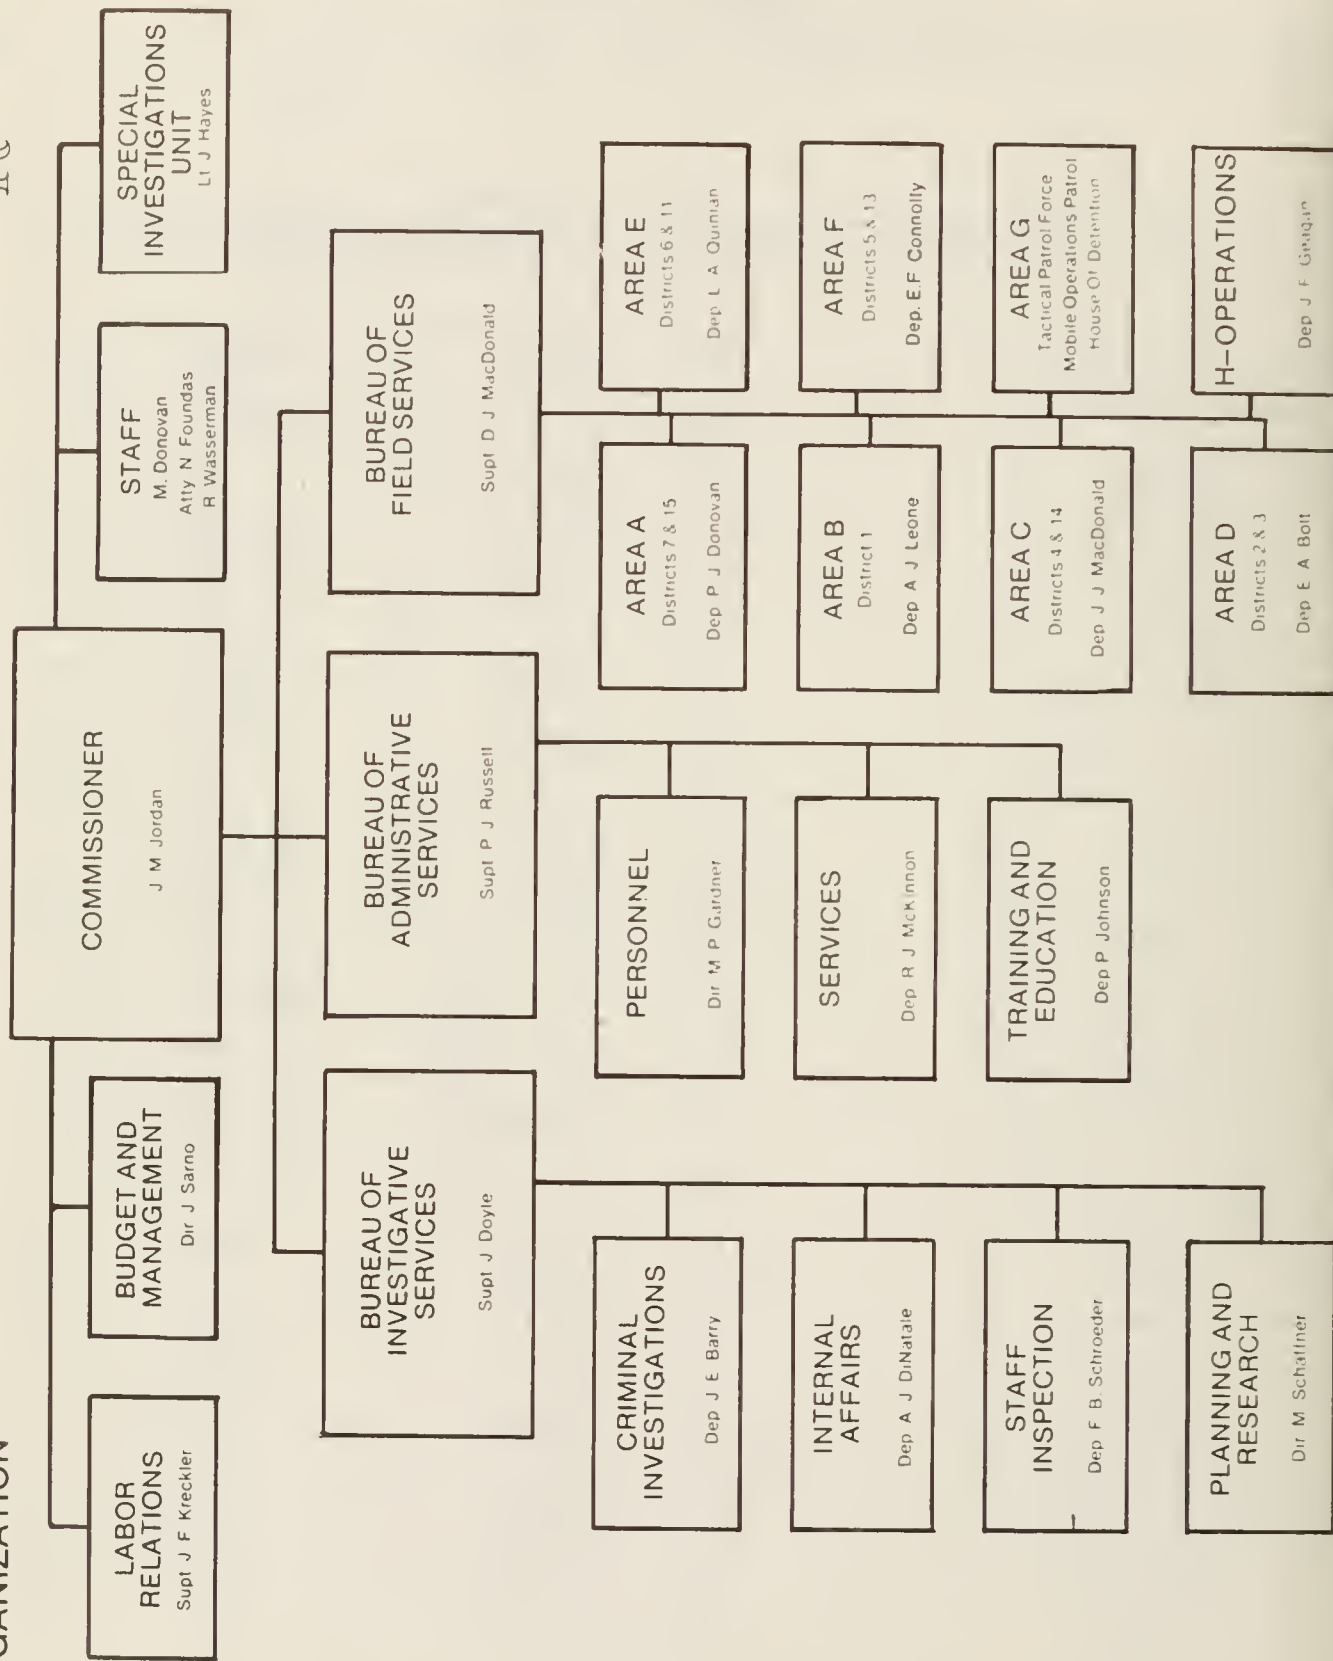 GANIZATION
COMMISSIONER
J M Jordan
LABOR
RELATIONS
Supt J F Kreckler
BUDGET AND
MANAGEMENT
Dir J Sarno
STAFF
M. Donovan
Atty N Foundas
R Wasserman
SPECIAL
INVESTIGATIONS
UNIT
Lt J Hayes
BUREAU OF
INVESTIGATIVE
SERVICES
Supt J Doyle
BUREAU OF
ADMINISTRATIVE
SERVICES
Supt P J Russell
BUREAU OF
FIELD SERVICES
Supt D J MacDonald
CRIMINAL
INVESTIGATIONS
Dep J E Barry
PERSONNEL
Dir M P Gardner
AREA A
Districts 7 & 15
Dep P J Donovan
AREA E
Districts 6 & 11
Dep L A Quinlan
INTERNAL
AFFAIRS
Dep A J DiNatale
SERVICES
Dep R J McKinnon
AREA B
District 1
Dep A J Leone
AREA F
Districts 5 & 13
Dep. E.F Connolly
STAFF
INSPECTION
Dep F B. Schroeder
TRAINING AND
EDUCATION
Dep P Johnson
AREA C
Districts 4 & 14
Dep J J MacDonald
AREA G
Tactical Patrol Force
Mobile Operations Patrol
House Of Detention
PLANNING AND
RESEARCH
Dir M
AREA D
Districts 2 & 3
Dep E A Bolt
H-OPERATIONS
Dep J F